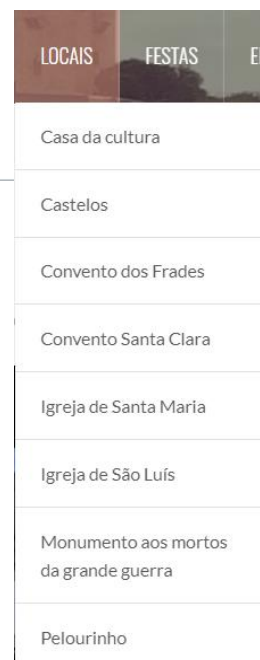 LOCAIS FESTAS
Casa da cultura
Castelos
Convento dos Frades
Convento Santa Clara
Igreja de Santa Maria
Igreja de São Luís
Monumento aos mortos
da grande guerra
Pelourinho